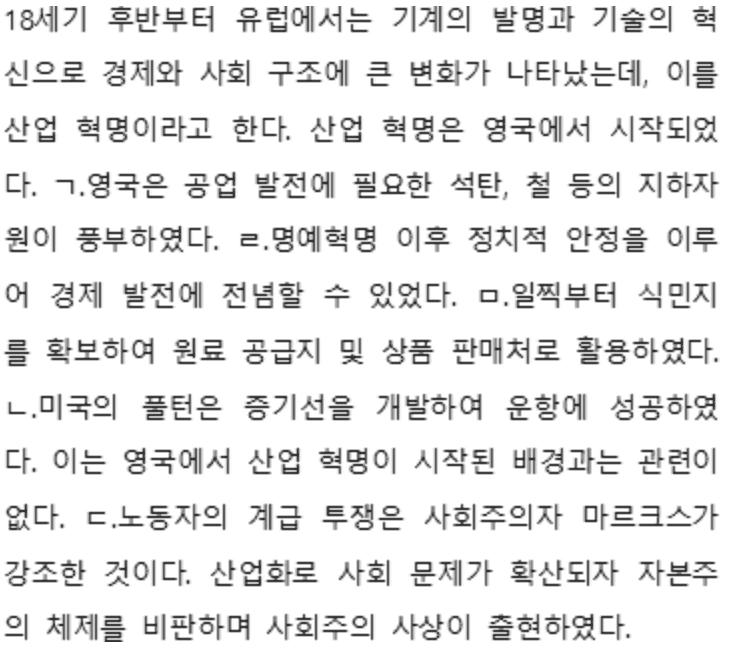 18세기 후반부터 유럽에서는 기계의 발명과 기술의 혁
신으로 경제와 사회 구조에 큰 변화가 나타났는데, 이를
산업 혁명이라고 한다. 산업 혁명은 영국에서 시작되었
다. ㄱ.영국은 공업 발전에 필요한 석탄, 철 등의 지하자
원이 풍부하였다. ㄹ.명예혁명 이후 정치적 안정을 이루
어 경제 발전에 전념할 수 있었다. ㅁ.일찍부터 식민지
를 확보하여 원료 공급지 및 상품 판매처로 활용하였다.
ㄴ.미국의 풀턴은 증기선을 개발하여 운항에 성공하였
다. 이는 영국에서 산업 혁명이 시작된 배경과는 관련이
없다. ㄷ.노동자의 계급 투쟁은 사회주의자 마르크스가
강조한 것이다. 산업화로 사회 문제가 확산되자 자본주
의 체제를 비판하며 사회주의 사상이 출현하였다.